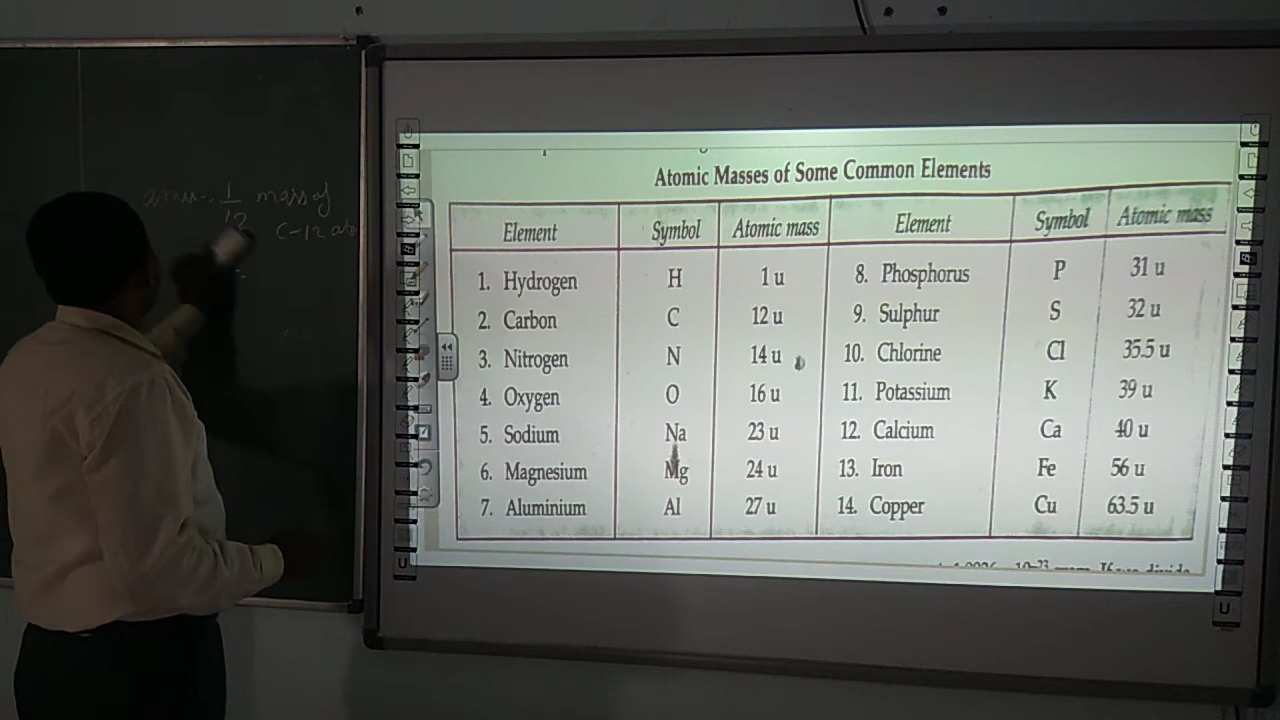 amu = 1/12 mass of
C-12 ato
Atomic Masses of Some Common Elements
Element Symbol Atomic mass Element Symbol Atomic mass
1. Hydrogen H 1 u 8. Phosphorus P 31 u
2. Carbon C 12 u 9. Sulphur S 32 u
3. Nitrogen N 14 u 10. Chlorine Cl 35.5 u
4. Oxygen O 16 u 11. Potassium K 39 u
5. Sodium Na 23 u 12. Calcium Ca 40 u
6. Magnesium Mg 24 u 13. Iron Fe 56 u
7. Aluminium Al 27 u 14. Copper Cu 63.5 u